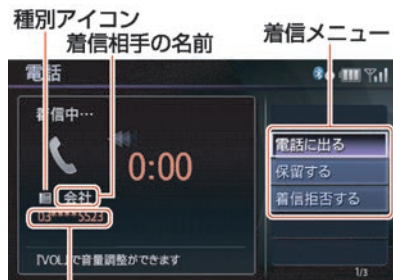 種別アイコン
着信相手の名前
着信メニュー
電話
着信中…
0:00
会社
03****5523
電話に出る
保留する
着信拒否する
『VOL』で音量調整ができます
1/3